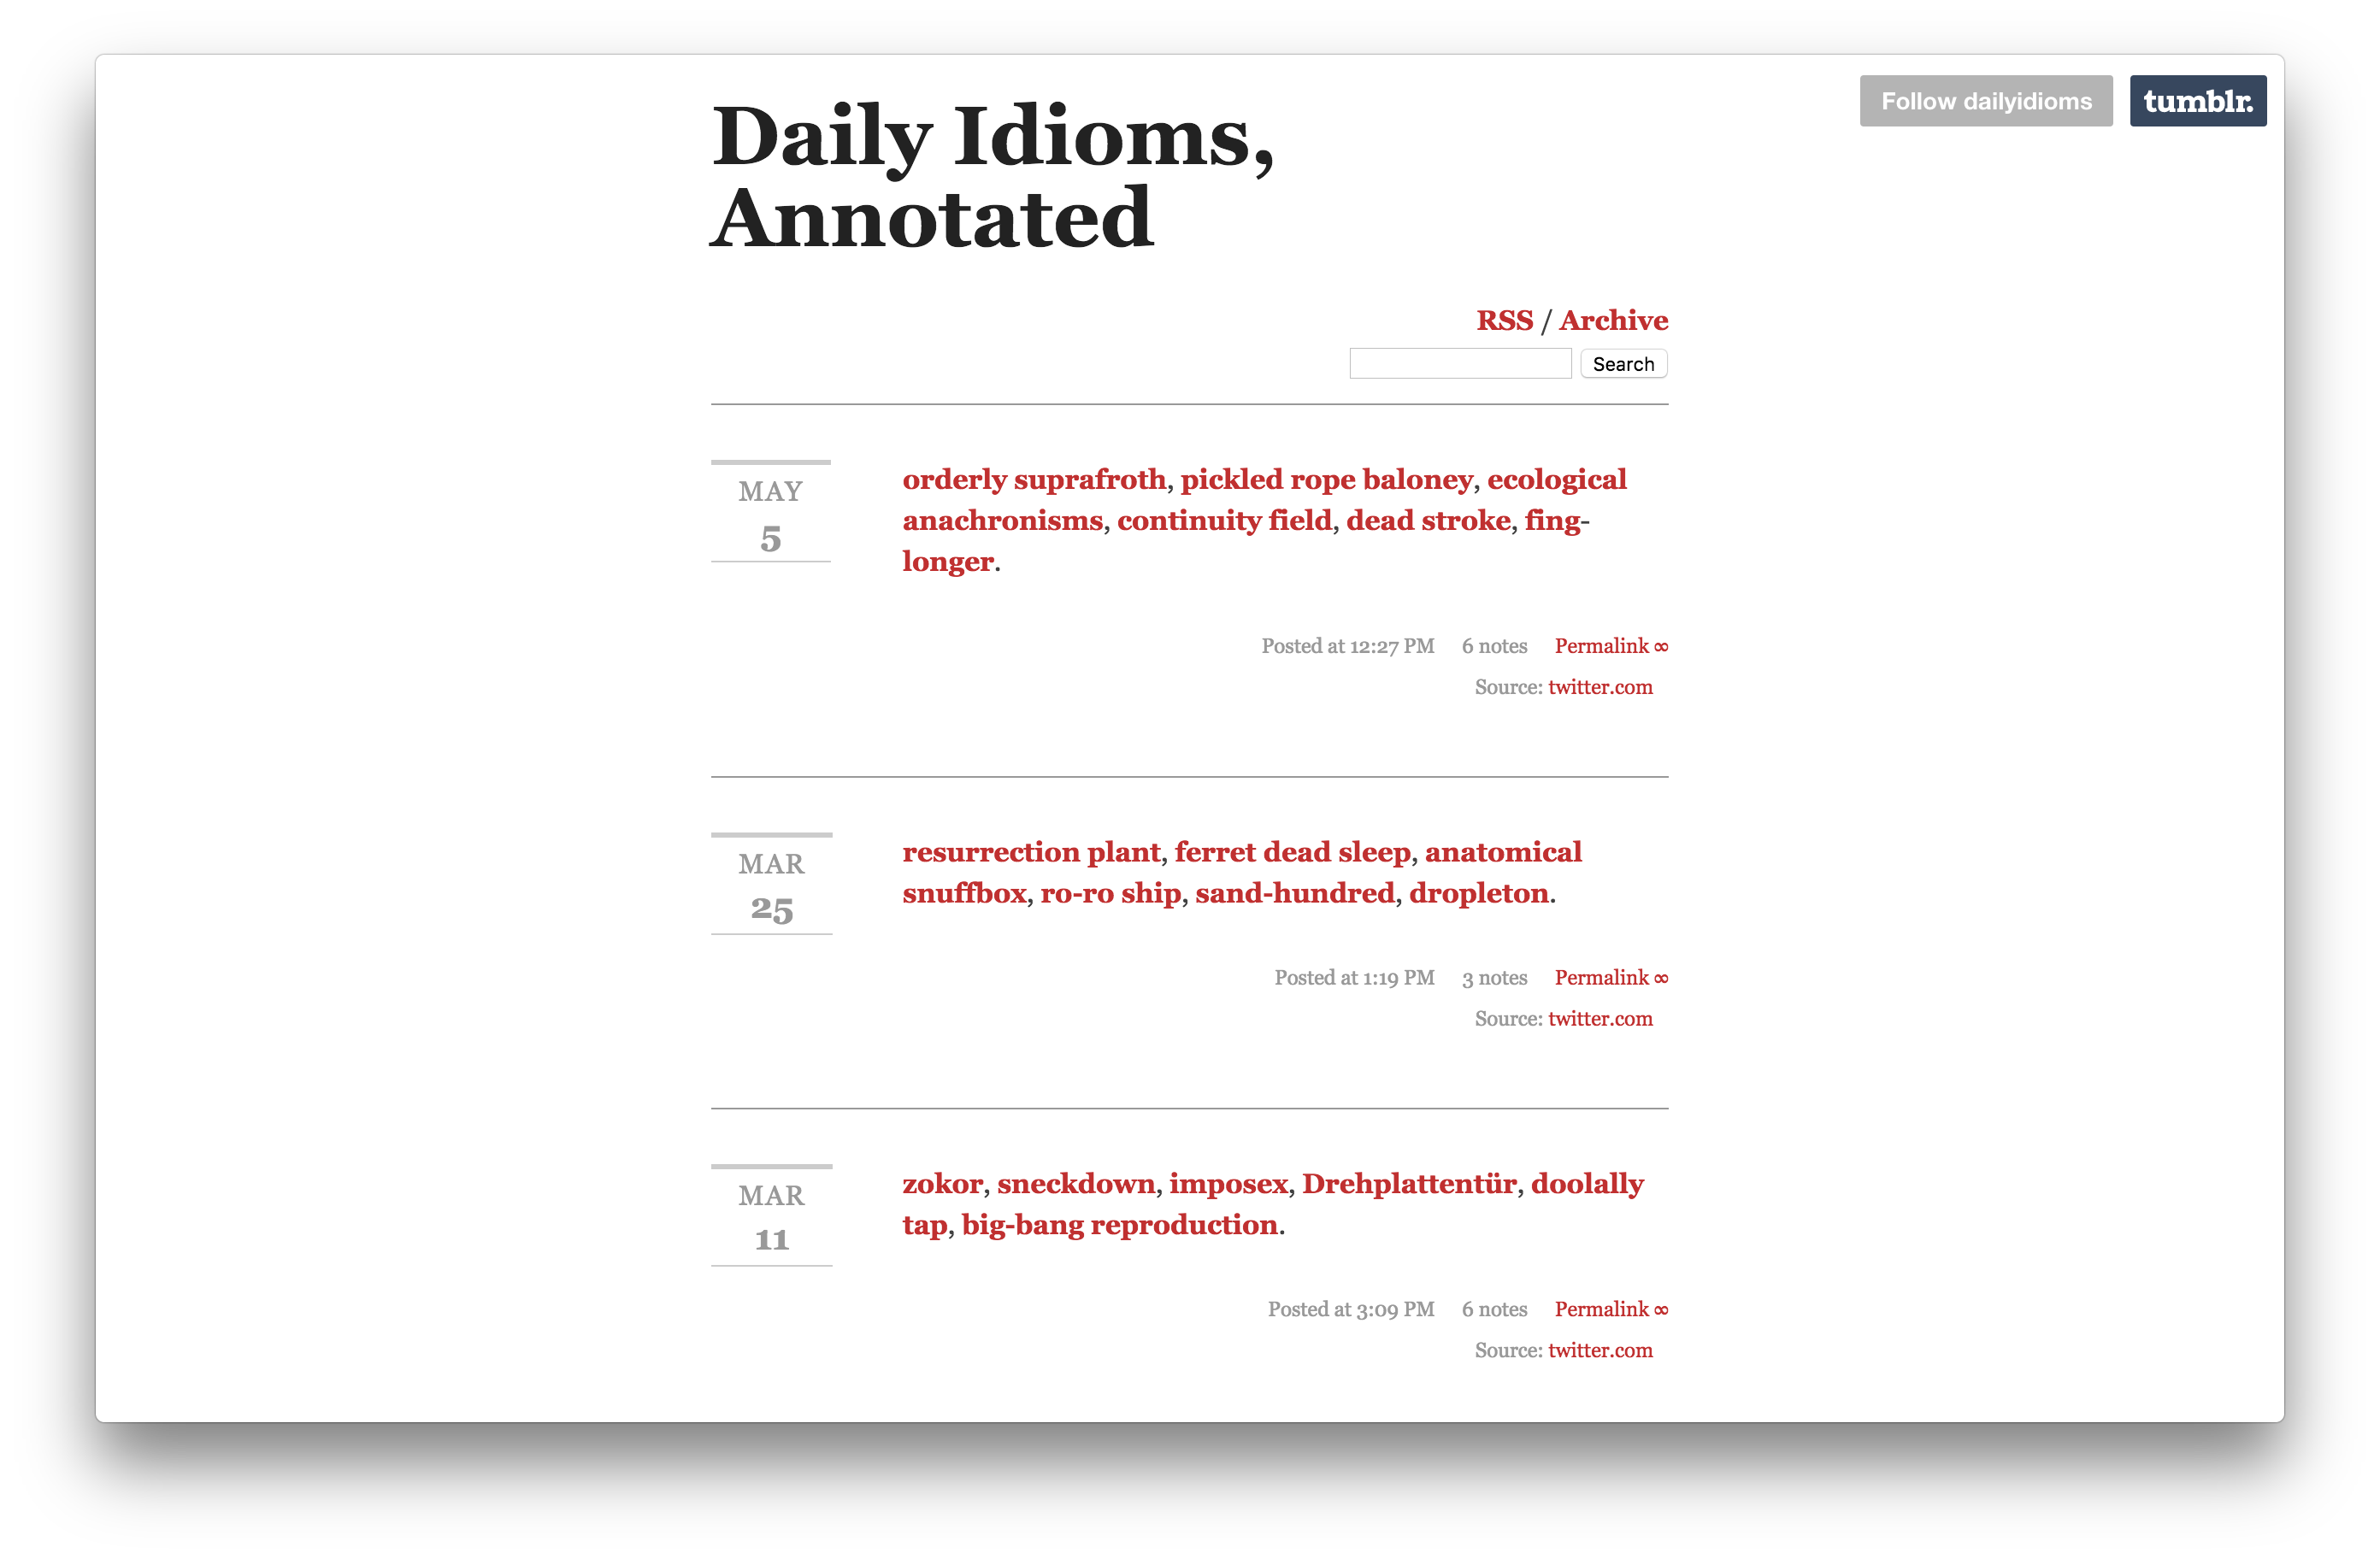 Follow dailyidioms
tumblr.
Daily Idioms,
Annotated
RSS / Archive
Search
MAY
5
orderly suprafroth, pickled rope baloney, ecological
anachronisms, continuity field, dead stroke, fing-
longer.
Posted at 12:27 PM 6 notes Permalink ∞
Source: twitter.com
MAR
25
resurrection plant, ferret dead sleep, anatomical
snuffbox, ro-ro ship, sand-hundred, dropleton.
Posted at 1:19 PM 3 notes Permalink ∞
Source: twitter.com
MAR
11
zokor, sneckdown, imposex, Drehplattentür, doolally
tap, big-bang reproduction.
Posted at 3:09 PM 6 notes Permalink ∞
Source: twitter.com